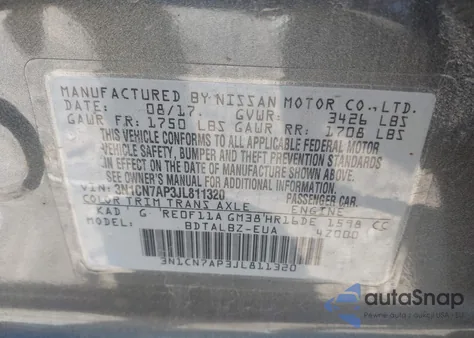 MANUFACTURED BY NISSAN MOTOR CO., LTD.
DATE: 08/17 GVWR: 3426 LBS
GAWR FR: 1750 LBS GAWR RR: 1708 LBS
THIS VEHICLE CONFORMS TO ALL APPLICABLE FEDERAL MOTOR
VEHICLE SAFETY, BUMPER AND THEFT PREVENTION STANDARDS
IN EFFECT ON THE DATE OF MANUFACTURE SHOWN ABOVE.
SEE OWNER'S MANUAL FOR ADDITIONAL INFORMATION
VIN: 3N1CN7AP3JL811320 PASSENGER CAR
COLOR TRIM TRANS AXLE ENGINE
KAD G REOF11A GM38 HR16DE 1598 CC
MODEL: BDTALBZ-EUA 4Z000
3N1CN7AP3JL811320
autoSnap